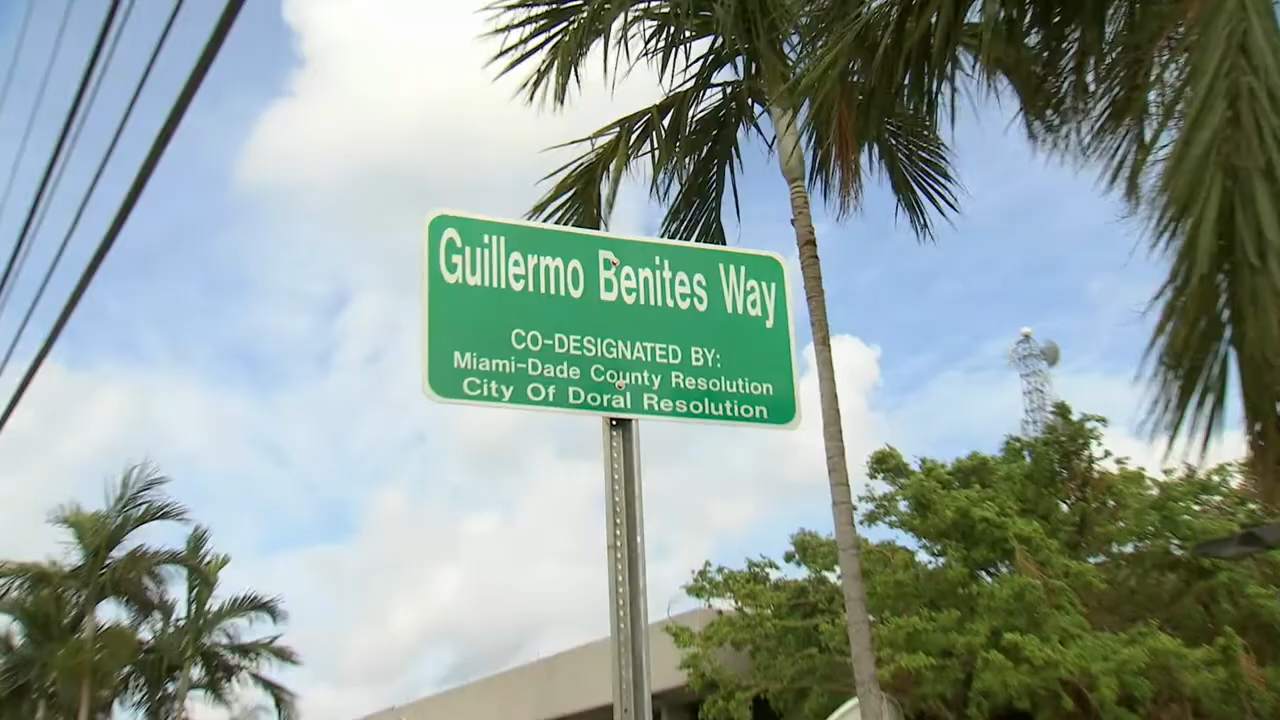 Guillermo Benites Way
CO-DESIGNATED BY:
Miami-Dade County Resolution
City Of Doral Resolution